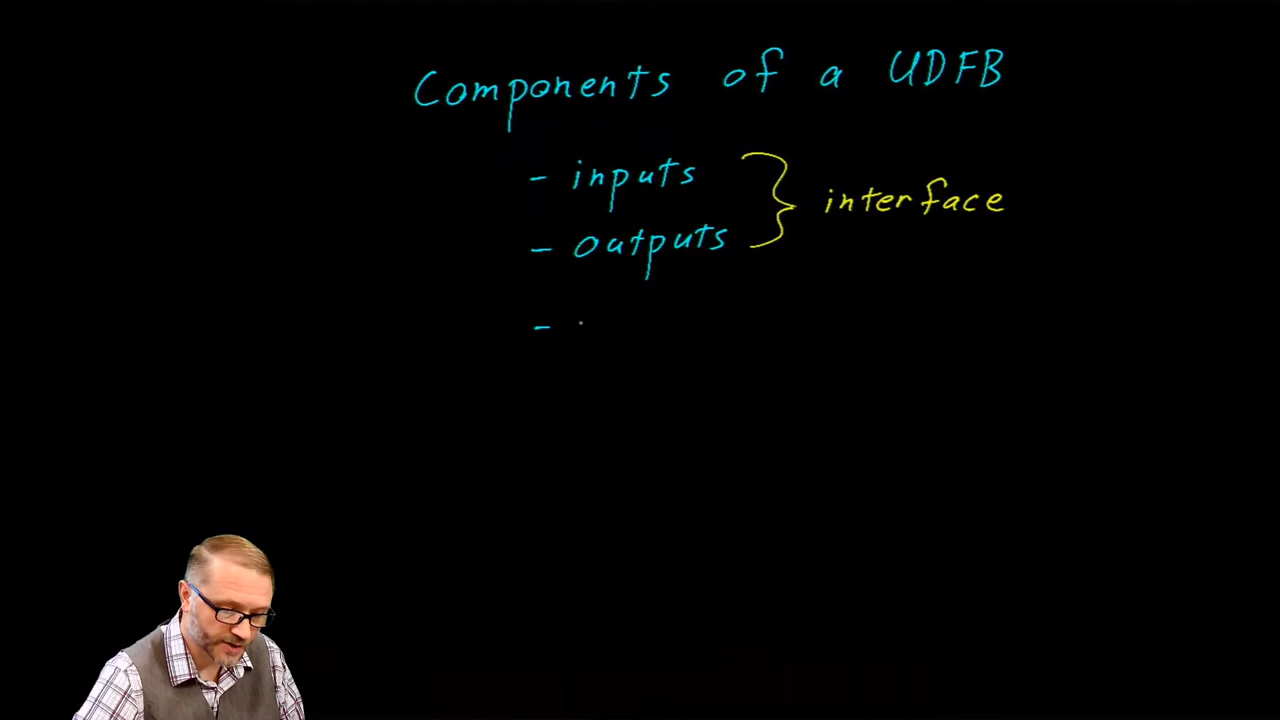 Components of a UDFB
- inputs
- outputs
interface
-